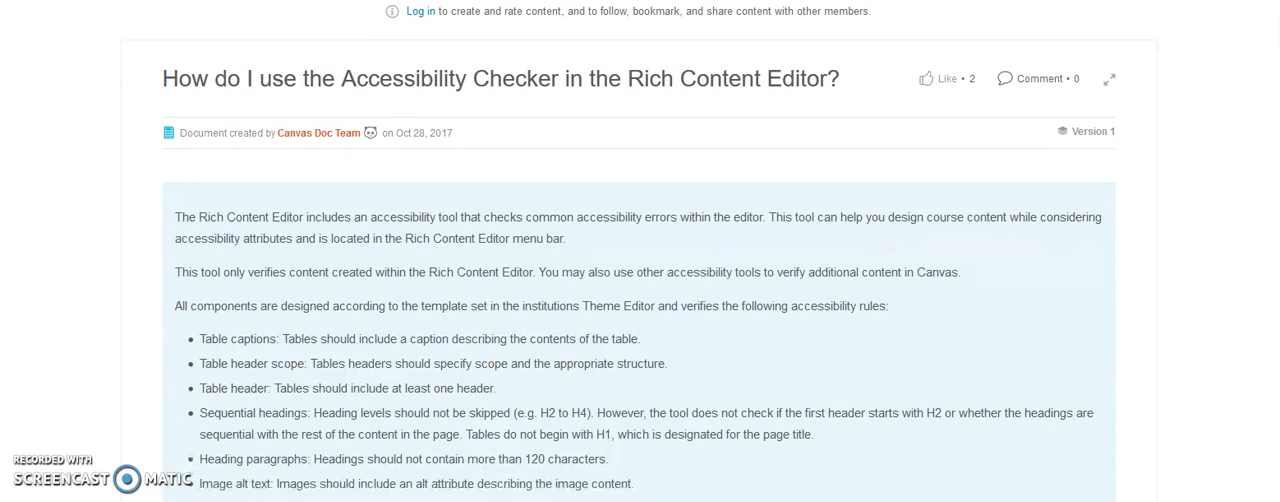 Log in to create and rate content, and to follow, bookmark, and share content with other members.
How do I use the Accessibility Checker in the Rich Content Editor?
Like • 2
Comment • 0
Document created by Canvas Doc Team on Oct 28, 2017
Version 1
The Rich Content Editor includes an accessibility tool that checks common accessibility errors within the editor. This tool can help you design course content while considering
accessibility attributes and is located in the Rich Content Editor menu bar.
This tool only verifies content created within the Rich Content Editor. You may also use other accessibility tools to verify additional content in Canvas.
All components are designed according to the template set in the institutions Theme Editor and verifies the following accessibility rules:
• Table captions: Tables should include a caption describing the contents of the table.
• Table header scope: Tables headers should specify scope and the appropriate structure.
• Table header: Tables should include at least one header.
• Sequential headings: Heading levels should not be skipped (e.g. H2 to H4). However, the tool does not check if the first header starts with H2 or whether the headings are
sequential with the rest of the content in the page. Tables do not begin with H1, which is designated for the page title.
• Heading paragraphs: Headings should not contain more than 120 characters.
Image alt text: Images should include an alt attribute describing the image content.
RECORDED WITH
SCREENCAST MATIC